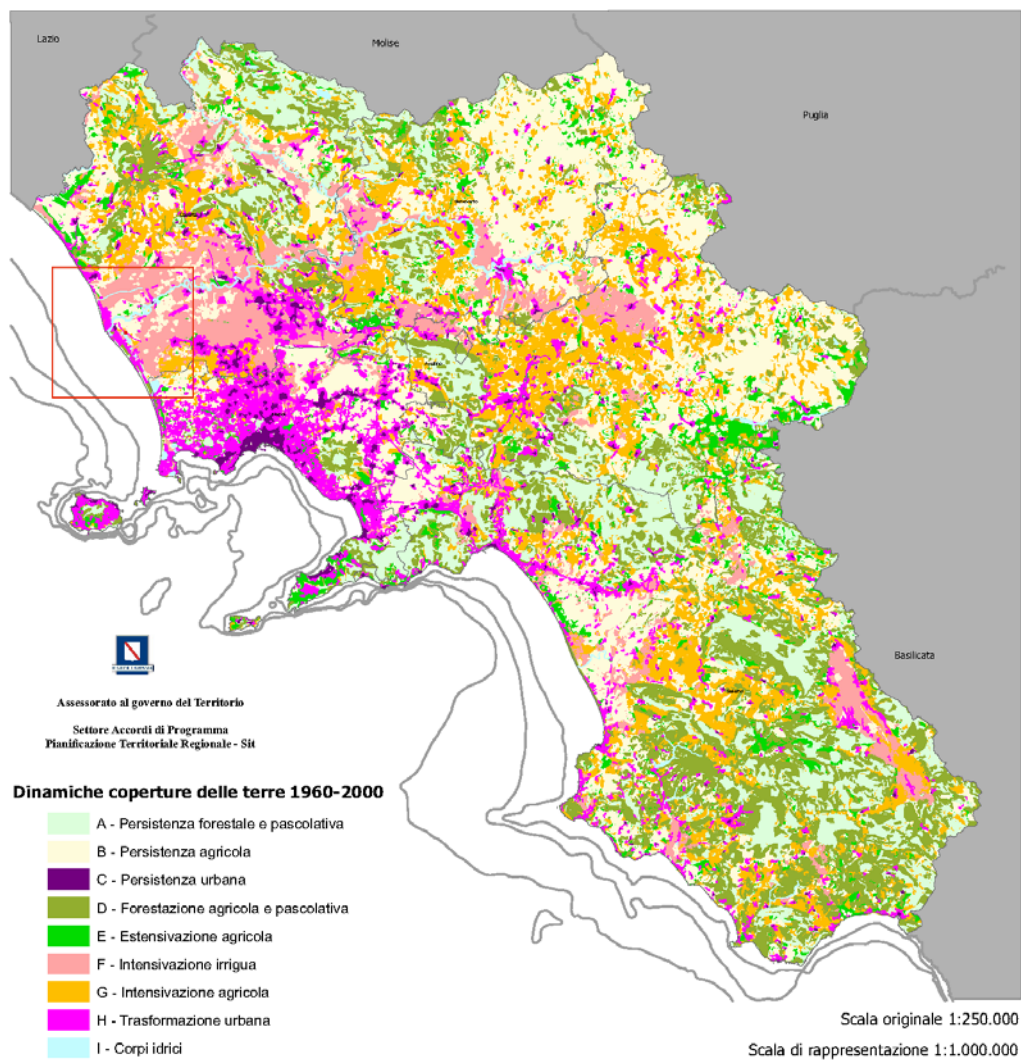 Lazio
Molise
Puglia
Basilicata
Assessorato al governo del Territorio
Settore Accordi di Programma
Pianificazione Territoriale Regionale - Sit
Dinamiche coperture delle terre 1960-2000
A - Persistenza forestale e pascolativa
B - Persistenza agricola
C - Persistenza urbana
D - Forestazione agricola e pascolativa
E - Estensivazione agricola
F - Intensivazione irrigua
G - Intensivazione agricola
H - Trasformazione urbana
I - Corpi idrici
Scala originale 1:250.000
Scala di rappresentazione 1:1.000.000